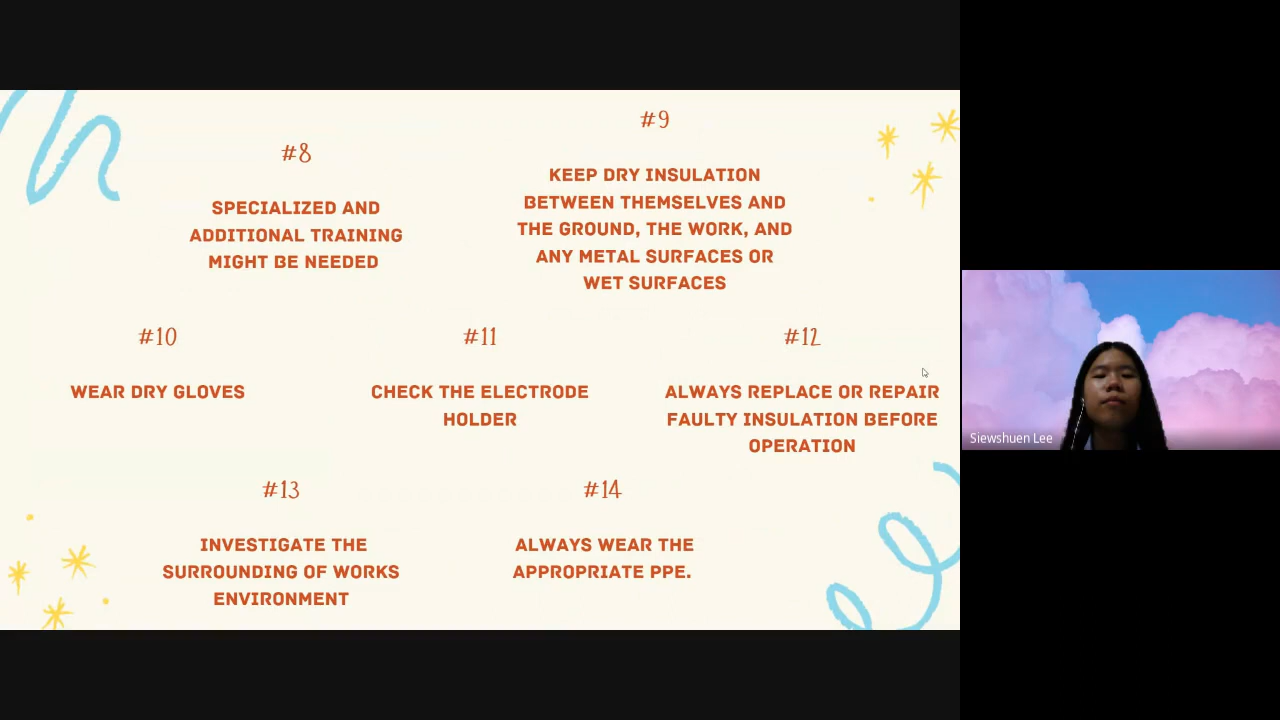 #8
SPECIALIZED AND
ADDITIONAL TRAINING
MIGHT BE NEEDED
#9
KEEP DRY INSULATION
BETWEEN THEMSELVES AND
THE GROUND, THE WORK, AND
ANY METAL SURFACES OR
WET SURFACES
#10
WEAR DRY GLOVES
#11
CHECK THE ELECTRODE
HOLDER
#12
ALWAYS REPLACE OR REPAIR
FAULTY INSULATION BEFORE
OPERATION
#13
INVESTIGATE THE
SURROUNDING OF WORKS
ENVIRONMENT
#14
ALWAYS WEAR THE
APPROPRIATE PPE.
Siewshuen Lee